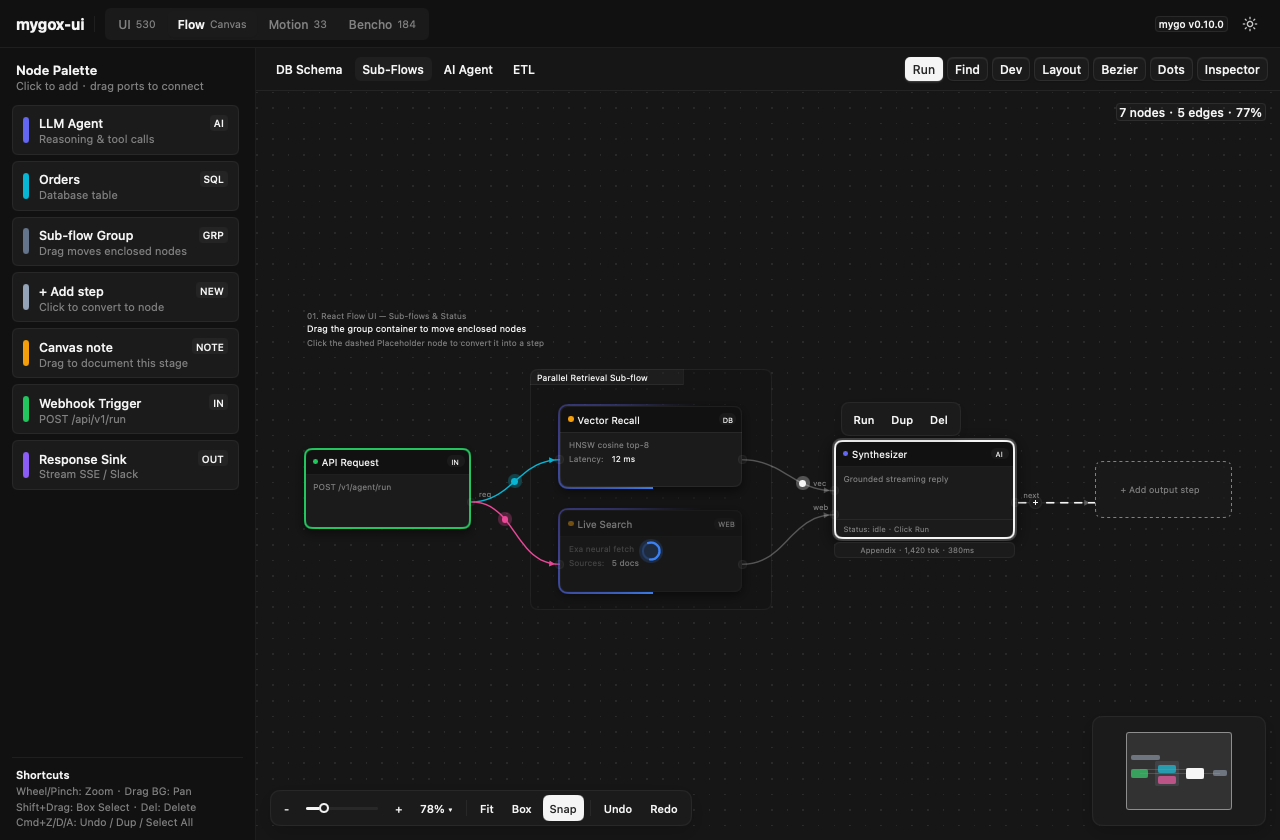 mygox-ui
UI 530
Flow Canvas
Motion 33
Bencho 184
mygo v0.10.0
Node Palette
Click to add · drag ports to connect
LLM Agent AI
Reasoning & tool calls
Orders SQL
Database table
Sub-flow Group GRP
Drag moves enclosed nodes
+ Add step NEW
Click to convert to node
Canvas note NOTE
Drag to document this stage
Webhook Trigger IN
POST /api/v1/run
Response Sink OUT
Stream SSE / Slack
Shortcuts
Wheel/Pinch: Zoom · Drag BG: Pan
Shift+Drag: Box Select · Del: Delete
Cmd+Z/D/A: Undo / Dup / Select All
DB Schema Sub-Flows AI Agent ETL
Run Find Dev Layout Bezier Dots Inspector
7 nodes · 5 edges · 77%
01. React Flow UI — Sub-flows & Status
Drag the group container to move enclosed nodes
Click the dashed Placeholder node to convert it into a step
Parallel Retrieval Sub-flow
API Request IN
POST /v1/agent/run
req
Vector Recall DB
HNSW cosine top-8
Latency: 12 ms
Live Search WEB
Exa neural fetch
Sources: 5 docs
vec
web
Run Dup Del
Synthesizer AI
Grounded streaming reply
Status: idle · Click Run
Appendix · 1,420 tok · 380ms
next
+
+ Add output step
- + 78% ▾ Fit Box Snap Undo Redo